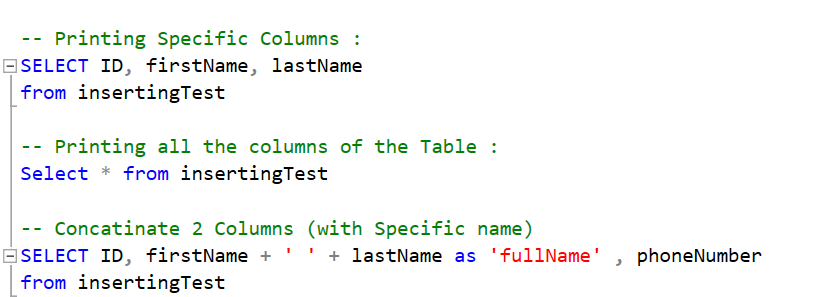 -- Printing Specific Columns :
SELECT ID, firstName, lastName
from insertingTest
-- Printing all the columns of the Table :
Select * from insertingTest
-- Concatinate 2 Columns (with Specific name)
SELECT ID, firstName + ' ' + lastName as 'fullName' , phoneNumber
from insertingTest